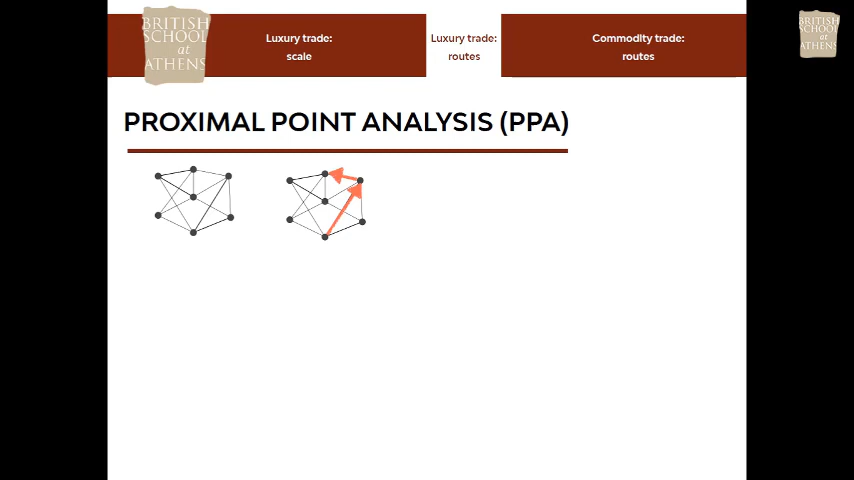 BRITISH
SCHOOL
at
ATHENS
Luxury trade:
scale
Luxury trade:
routes
Commodity trade:
routes
BRITISH
SCHOOL
at
ATHENS
PROXIMAL POINT ANALYSIS (PPA)